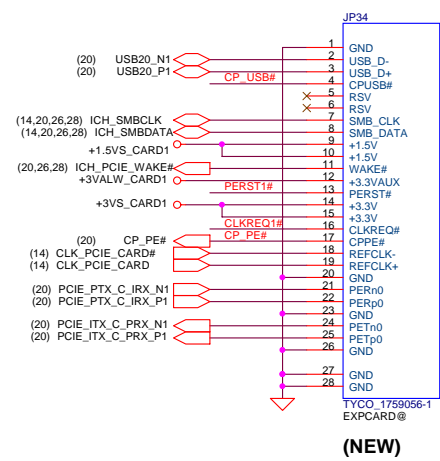 JP34
1 GND
(20) USB20_N1 2 USB_D-
(20) USB20_P1 3 USB_D+
CP_USB# 4 CPUSB#
5 RSV
6 RSV
(14,20,26,28) ICH_SMBCLK 7 SMB_CLK
(14,20,26,28) ICH_SMBDATA 8 SMB_DATA
+1.5VS_CARD1 9 +1.5V
10 +1.5V
(20,26,28) ICH_PCIE_WAKE# 11 WAKE#
+3VALW_CARD1 12 +3.3VAUX
PERST1# 13 PERST#
+3VS_CARD1 14 +3.3V
15 +3.3V
CLKREQ1# 16 CLKREQ#
(20) CP_PE# CP_PE# 17 CPPE#
(14) CLK_PCIE_CARD# 18 REFCLK-
(14) CLK_PCIE_CARD 19 REFCLK+
20 GND
(20) PCIE_PTX_C_IRX_N1 21 PERn0
(20) PCIE_PTX_C_IRX_P1 22 PERp0
23 GND
(20) PCIE_ITX_C_PRX_N1 24 PETn0
(20) PCIE_ITX_C_PRX_P1 25 PETp0
26 GND
27 GND
28 GND
TYCO_1759056-1
EXPCARD@
(NEW)